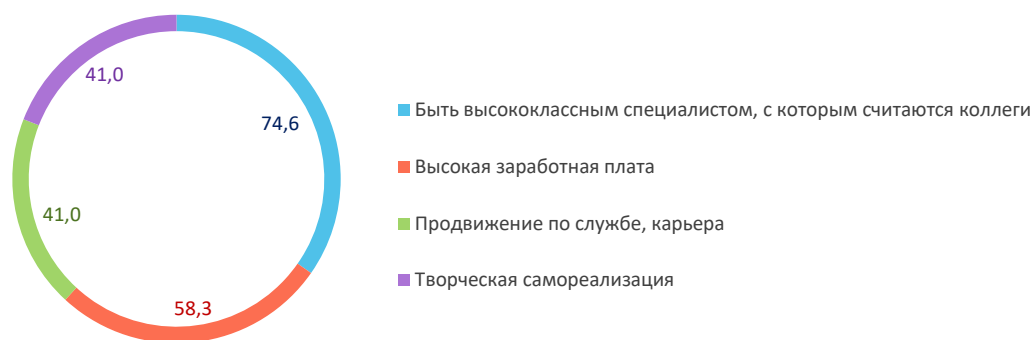 41,0
74,6
41,0
58,3
Быть высококлассным специалистом, с которым считаются коллеги
Высокая заработная плата
Продвижение по службе, карьера
Творческая самореализация